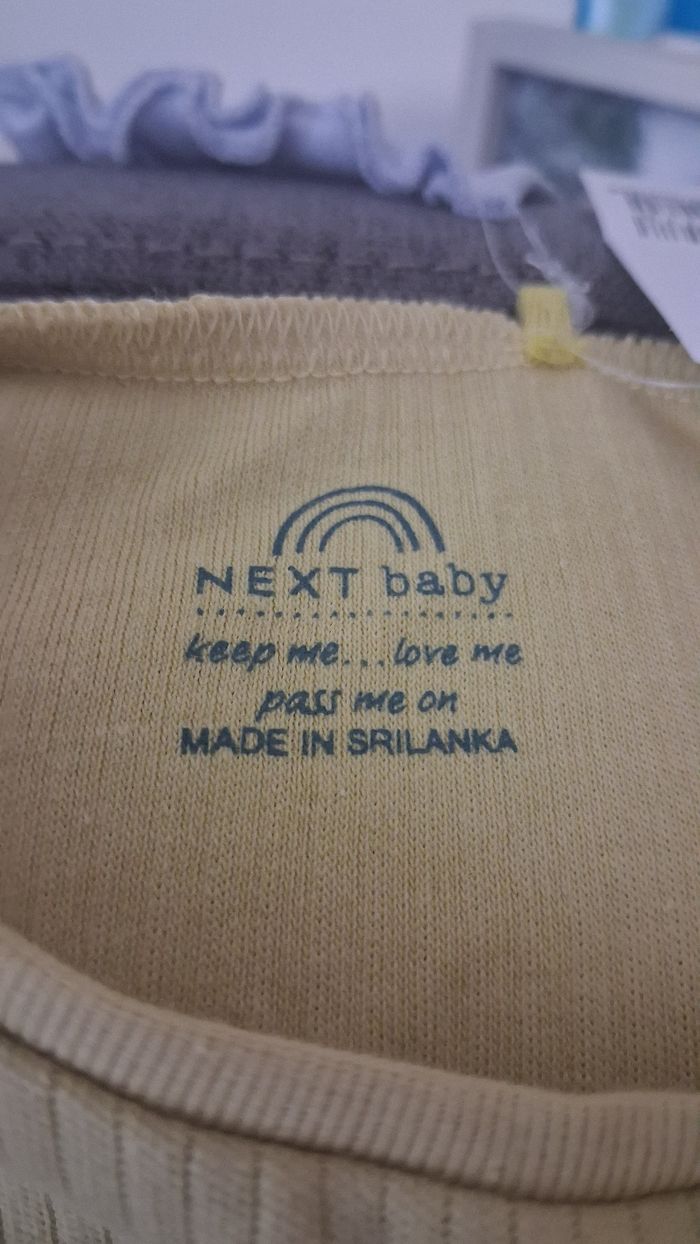 NEXT baby
keep me...love me
pass me on
MADE IN SRILANKA